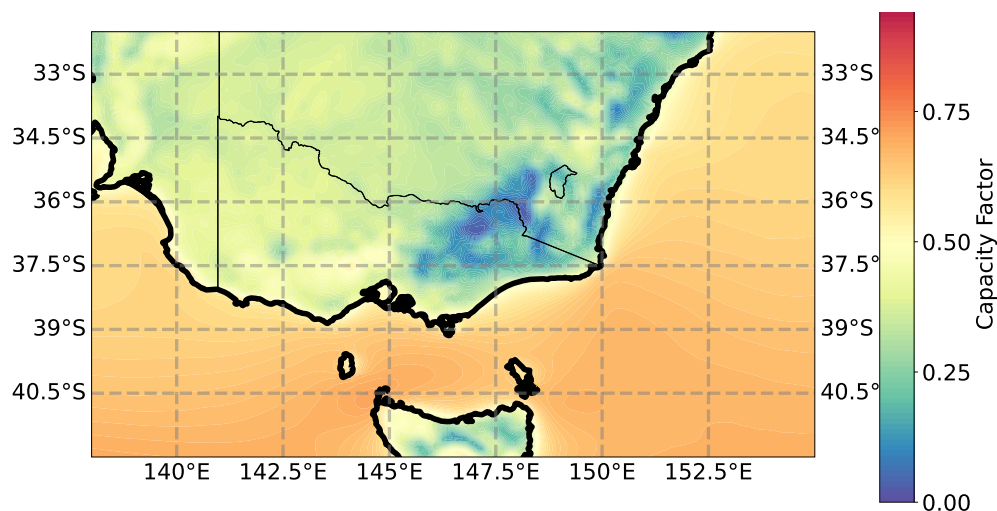 33°S
34.5°S
36°S
37.5°S
39°S
40.5°S
33°S
34.5°
36°S
37.5°
39°S
40.5°
140°E
142.5°E
145°E
147.5°E
150°E
152.5°E
0.75
0.50
0.25
0.00
Capacity Factor